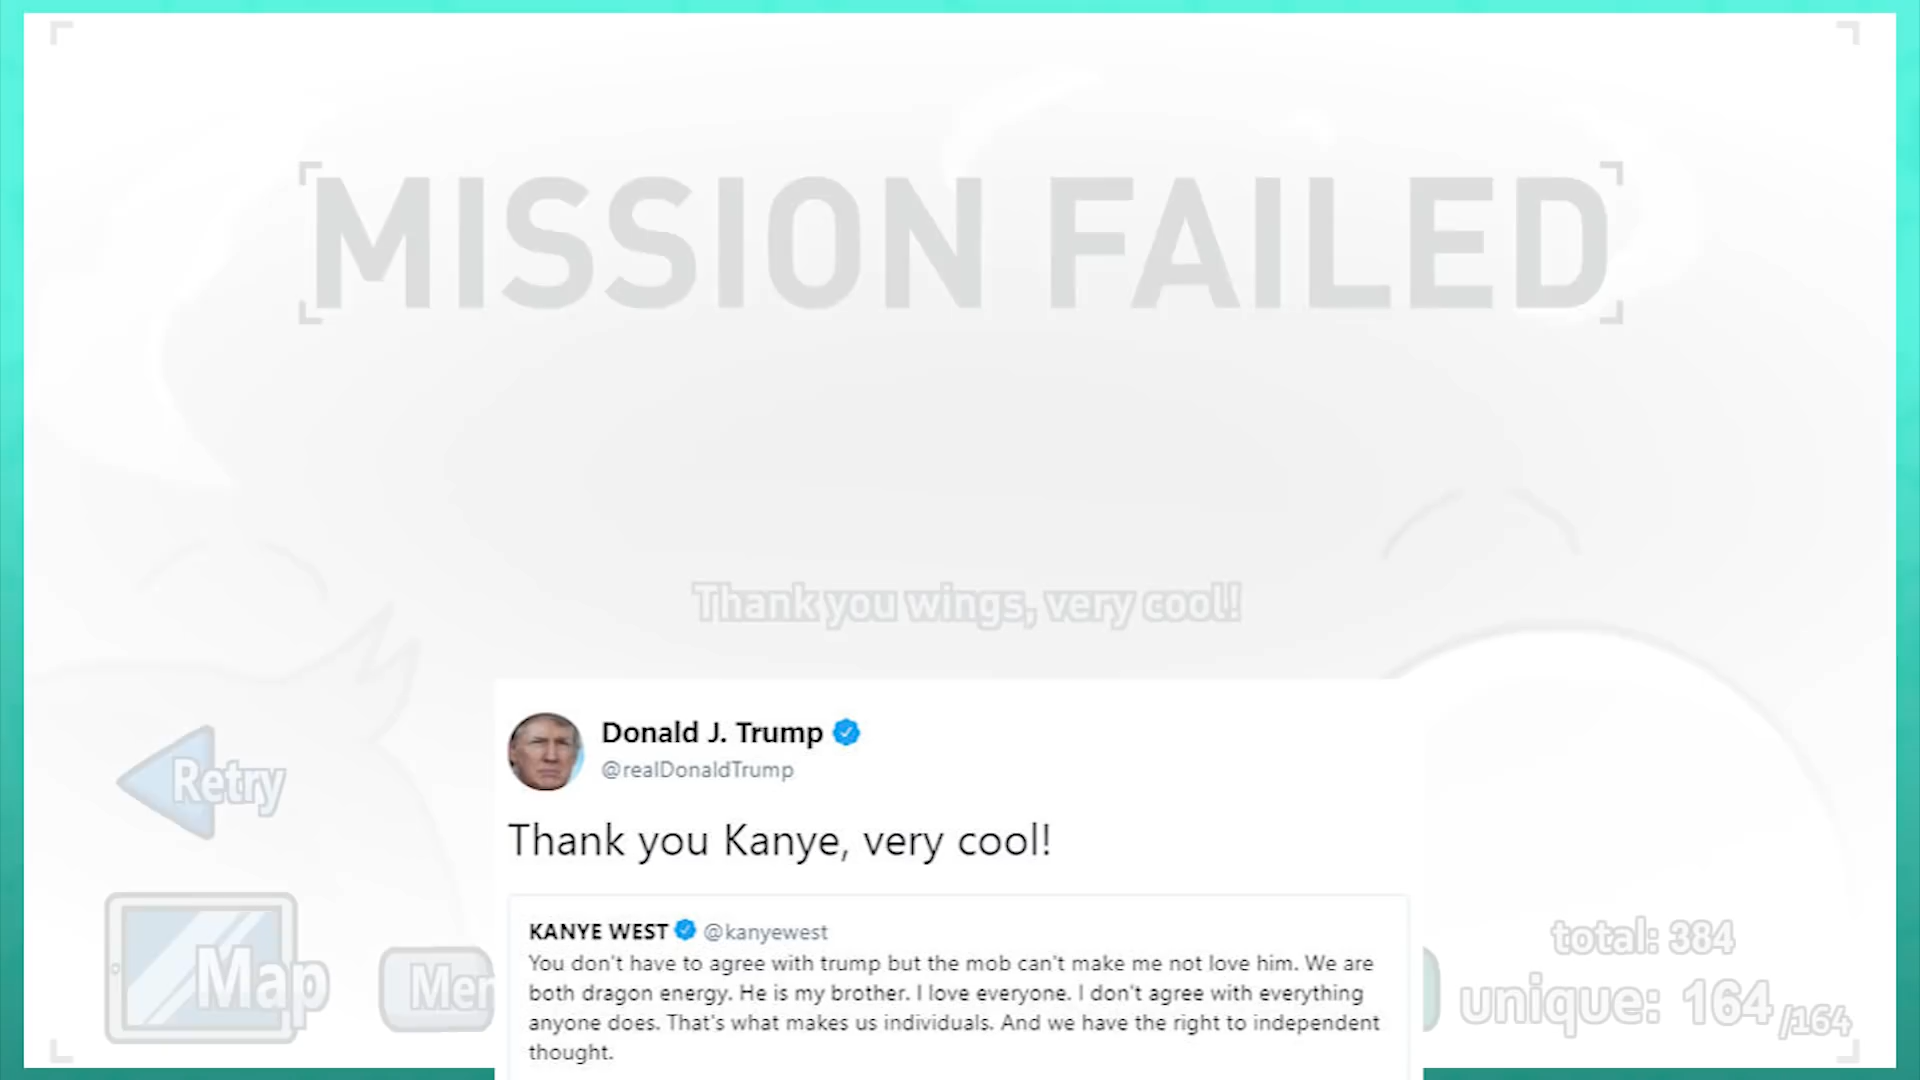 MISSION FAILED
Thank you wings, very cool!
Donald J. Trump
@realDonaldTrump
Thank you Kanye, very cool!
KANYE WEST @kanyewest
You don't have to agree with trump but the mob can't make me not love him. We are
both dragon energy. He is my brother. I love everyone. I don't agree with everything
anyone does. That's what makes us individuals. And we have the right to independent
thought.
Retry
Map
Mer
total: 384
unique: 164/164